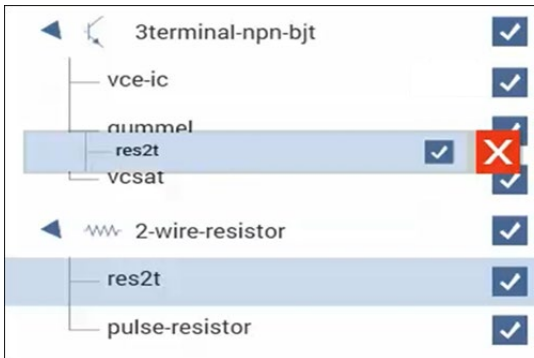 3terminal-npn-bjt
vce-ic
gummel
res2t
vcsat
2-wire-resistor
res2t
pulse-resistor